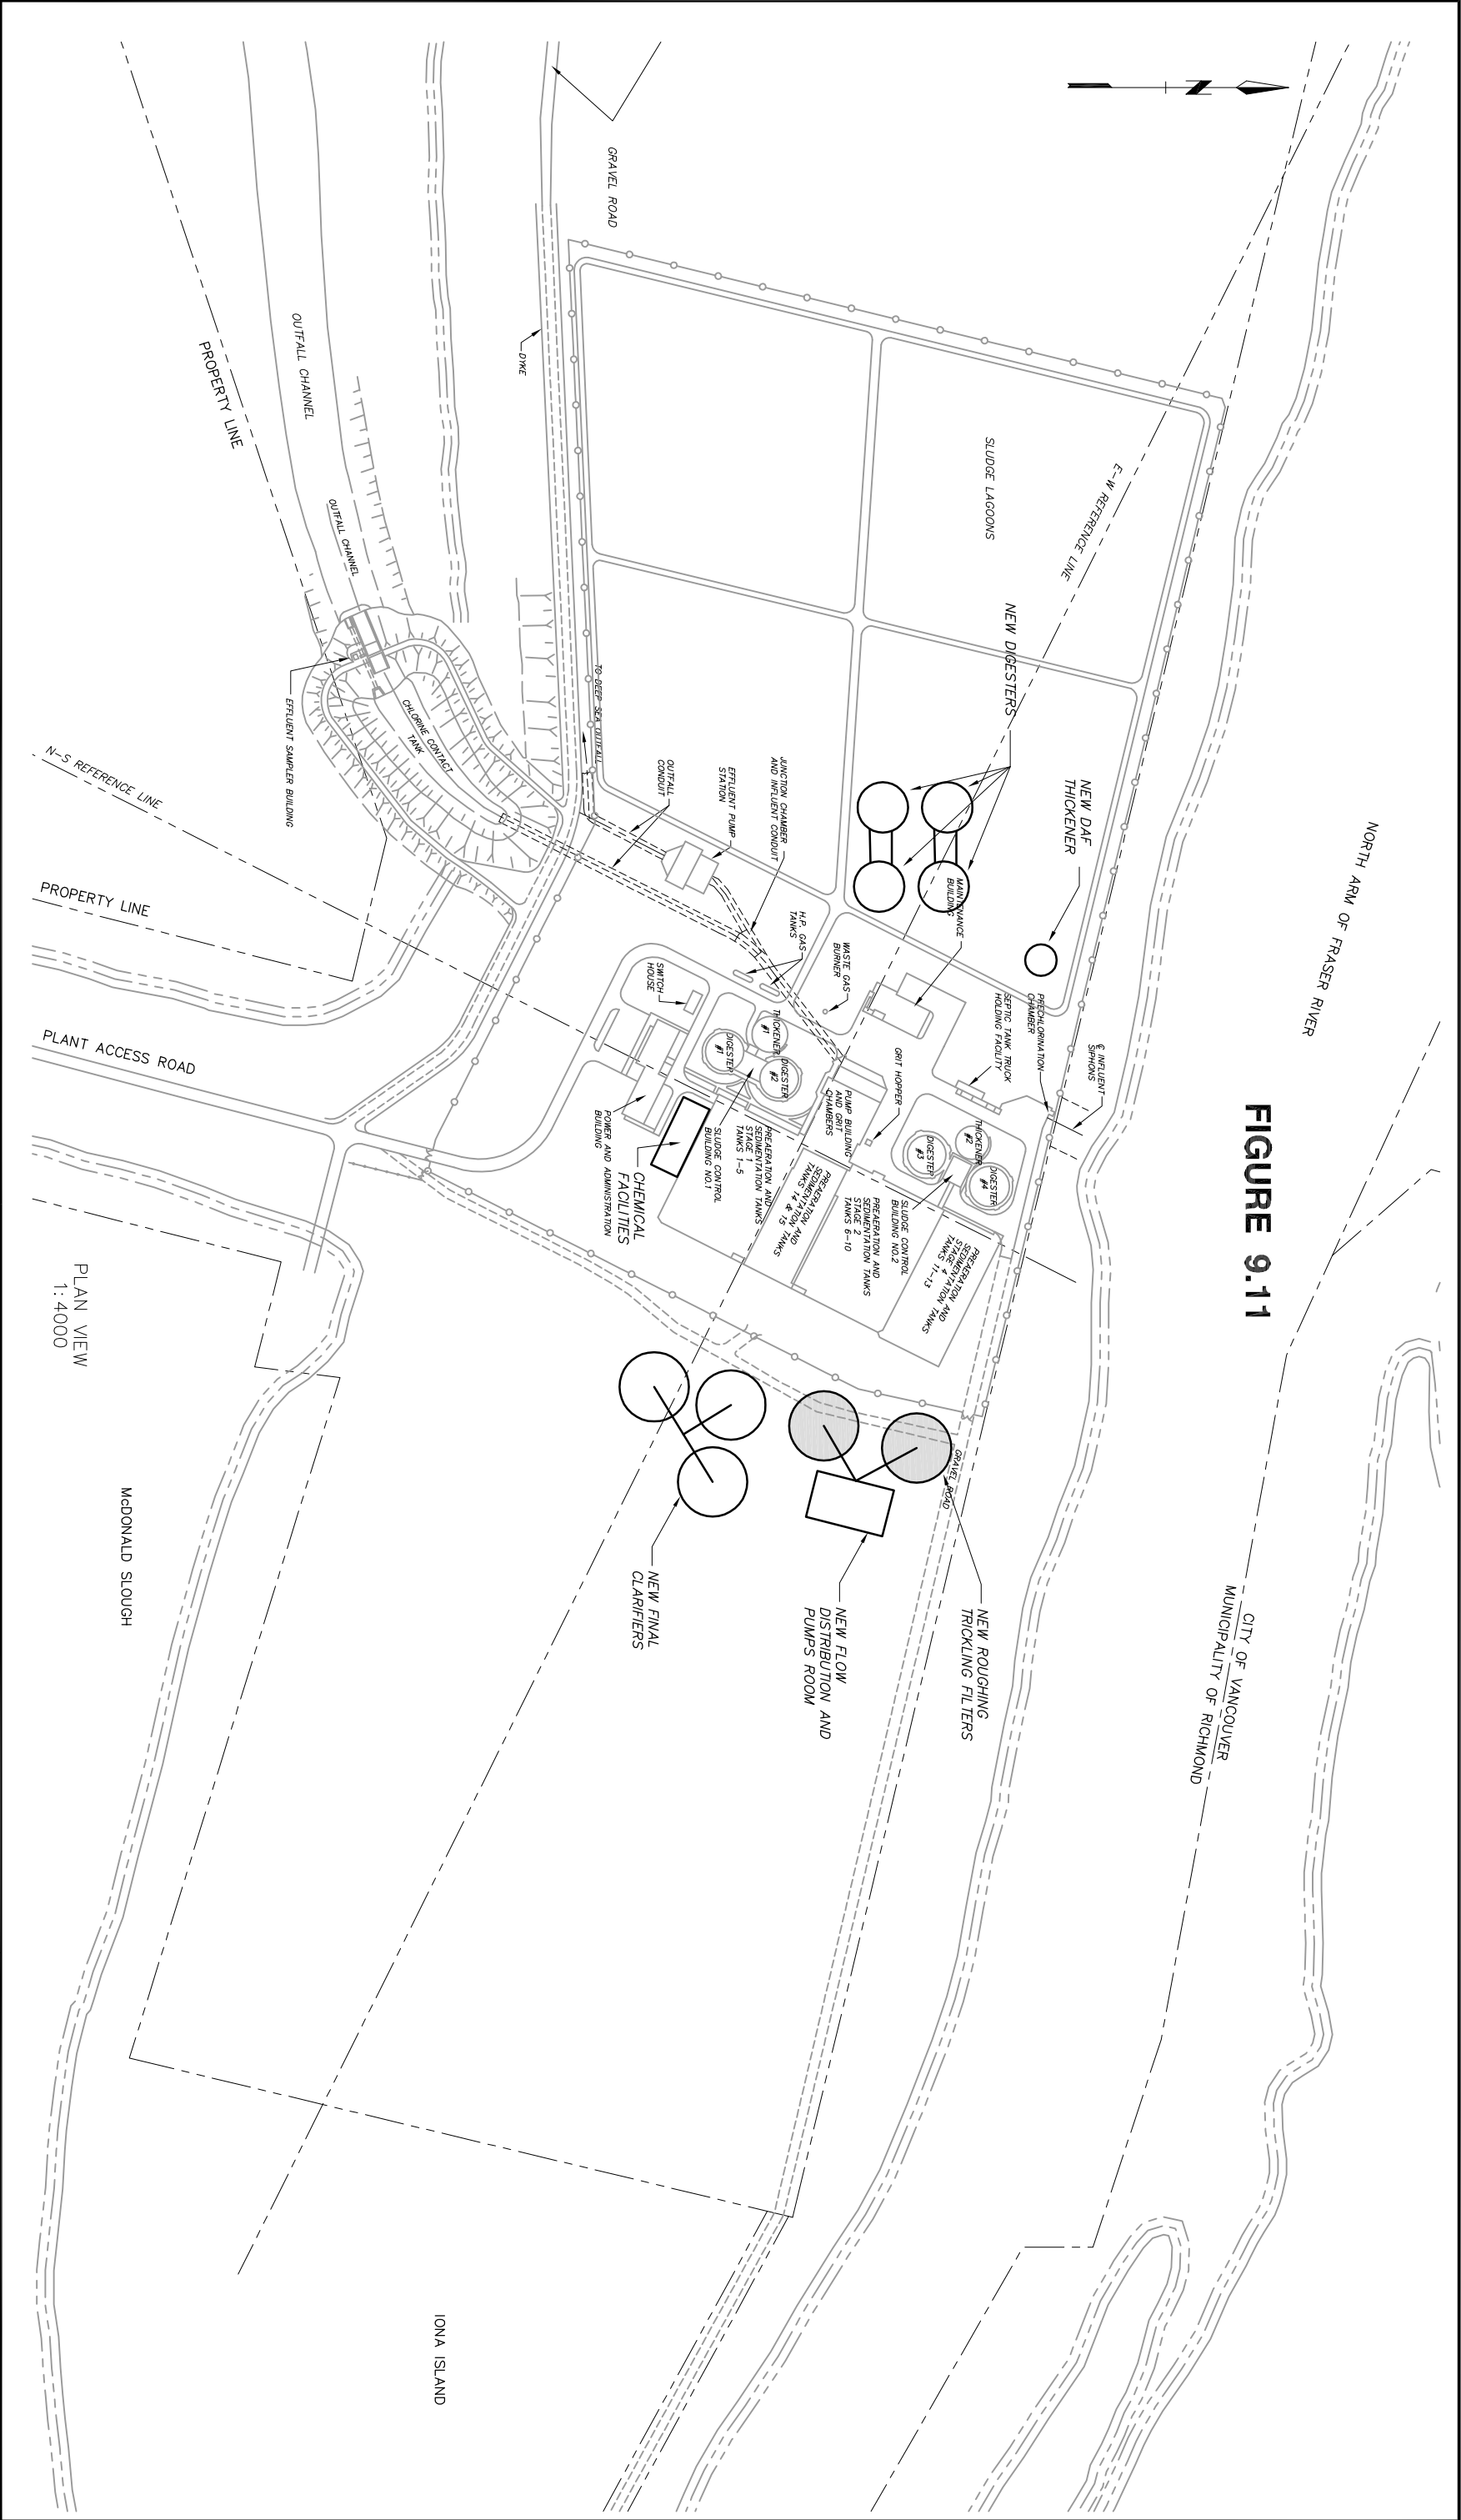 FIGURE 9.11
NORTH ARM OF FRASER RIVER
CITY OF VANCOUVER
MUNICIPALITY OF RICHMOND
N
GRAVEL ROAD
SLUDGE LAGOONS
E-W REFERENCE LINE
NEW DIGESTERS
NEW DAF
THICKENER
℄ INFLUENT
SIPHONS
PRECHLORINATION
CHAMBER
SEPTIC TANK TRUCK
HOLDING FACILITY
MAINTENANCE
BUILDING
GRIT HOPPER
WASTE GAS
BURNER
H.P. GAS
TANKS
JUNCTION CHAMBER
AND INFLUENT CONDUIT
EFFLUENT PUMP
STATION
OUTFALL
CONDUIT
TO DEEP SEA OUTFALL
DYKE
THICKENER
#2
DIGESTER
#3
DIGESTER
#4
THICKENER
#1
DIGESTER
#1
DIGESTER
#2
PUMP BUILDING
AND GRIT
CHAMBERS
PREAERATION AND
SEDIMENTATION TANKS
STAGE 4
TANKS 11-13
SLUDGE CONTROL
BUILDING NO.2
PREAERATION AND
SEDIMENTATION TANKS
STAGE 2
TANKS 6-10
PREAERATION AND
SEDIMENTATION TANKS
TANKS 14 & 15
PREAERATION AND
SEDIMENTATION TANKS
STAGE 1
TANKS 1-5
SLUDGE CONTROL
BUILDING NO.1
SWITCH
HOUSE
CHEMICAL
FACILITIES
POWER AND ADMINISTRATION
BUILDING
GRAVEL ROAD
NEW ROUGHING
TRICKLING FILTERS
NEW FLOW
DISTRIBUTION AND
PUMPS ROOM
NEW FINAL
CLARIFIERS
OUTFALL CHANNEL
PROPERTY LINE
OUTFALL CHANNEL
CHLORINE CONTACT
TANK
EFFLUENT SAMPLER BUILDING
N-S REFERENCE LINE
PROPERTY LINE
PLANT ACCESS ROAD
McDONALD SLOUGH
IONA ISLAND
PLAN VIEW
1:4000